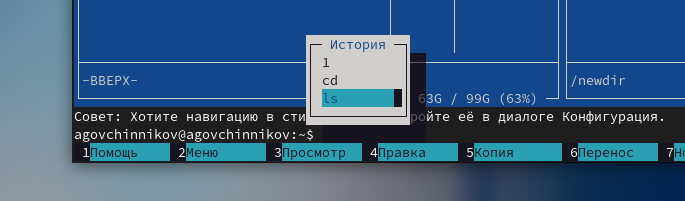 История
1
cd
ls
-ВВЕРХ-
63G / 99G (63%)
/newdir
Совет: Хотите навигацию в сти ройте её в диалоге Конфигурация.
agovchinnikov@agovchinnikov:~$
1Помощь 2Меню 3Просмотр 4Правка 5Копия 6Перенос 7Но